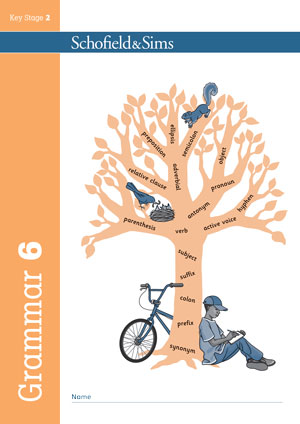 Key Stage 2
Schofield&Sims
ellipsis
preposition
semicolon
object
relative clause
adverbial
pronoun
antonym
hyphen
parenthesis
verb
active voice
subject
suffix
colon
prefix
synonym
Grammar 6
Name